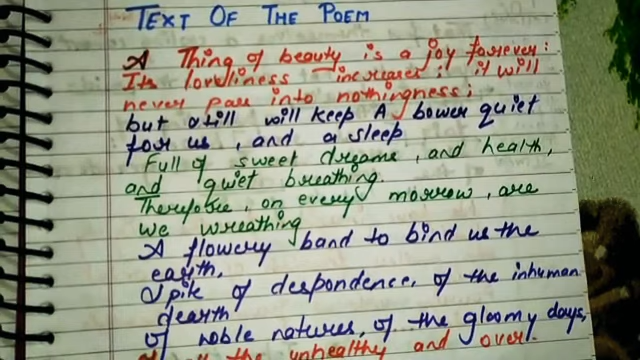 TEXT OF THE POEM
A Thing of beauty is a joy forever:
Its loveliness increases; it will
never pass into nothingness;
but still will keep A bower quiet
for us, and a sleep
Full of sweet dreams, and health,
and quiet breathing.
Therefore, on every morrow, are
we wreathing
A flowery band to bind us the
earth,
Spite of despondence, of the inhuman
dearth
of noble natures, of the gloomy days,
the unhealthy and over